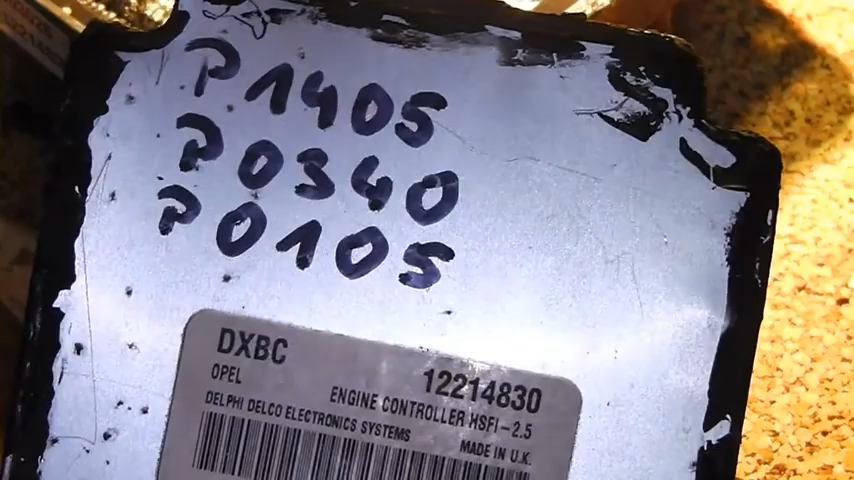 P1405
P0340
P0105
DXBC
OPEL 12214830
ENGINE CONTROLLER HSFI-2.5
DELPHI DELCO ELECTRONICS SYSTEMS
MADE IN U.K.